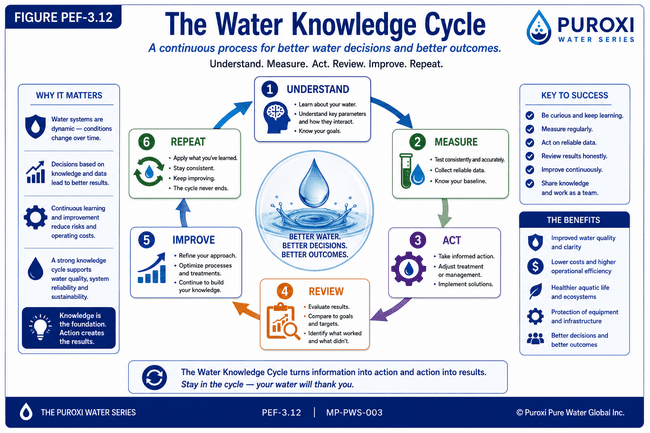 FIGURE PEF-3.12
The Water Knowledge Cycle
A continuous process for better water decisions and better outcomes.
Understand. Measure. Act. Review. Improve. Repeat.
PUROXI
WATER SERIES
WHY IT MATTERS
Water systems are
dynamic — conditions
change over time.
Decisions based on
knowledge and data
lead to better results.
Continuous learning
and improvement
reduce risks and
operating costs.
A strong knowledge
cycle supports
water quality, system
reliability and
sustainability.
Knowledge is
the foundation.
Action creates
the results.
1 UNDERSTAND
• Learn about your water.
• Understand key parameters
and how they interact.
• Know your goals.
2 MEASURE
• Test consistently and accurately.
• Collect reliable data.
• Know your baseline.
3 ACT
• Take informed action.
• Adjust treatment
or management.
• Implement solutions.
4 REVIEW
• Evaluate results.
• Compare to goals
and targets.
• Identify what worked
and what didn't.
5 IMPROVE
• Refine your approach.
• Optimize processes
and treatments.
• Continue to build
your knowledge.
6 REPEAT
• Apply what you've learned.
• Stay consistent.
• Keep improving.
• The cycle never ends.
BETTER WATER.
BETTER DECISIONS.
BETTER OUTCOMES.
KEY TO SUCCESS
Be curious and keep learning.
Measure regularly.
Act on reliable data.
Review results honestly.
Improve continuously.
Share knowledge
and work as a team.
THE BENEFITS
Improved water quality
and clarity
$
Lower costs and higher
operational efficiency
Healthier aquatic life
and ecosystems
Protection of equipment
and infrastructure
Better decisions and
better outcomes
The Water Knowledge Cycle turns information into action and action into results.
Stay in the cycle — your water will thank you.
THE PUROXI WATER SERIES
PEF-3.12 | MP-PWS-003
© Puroxi Pure Water Global Inc.